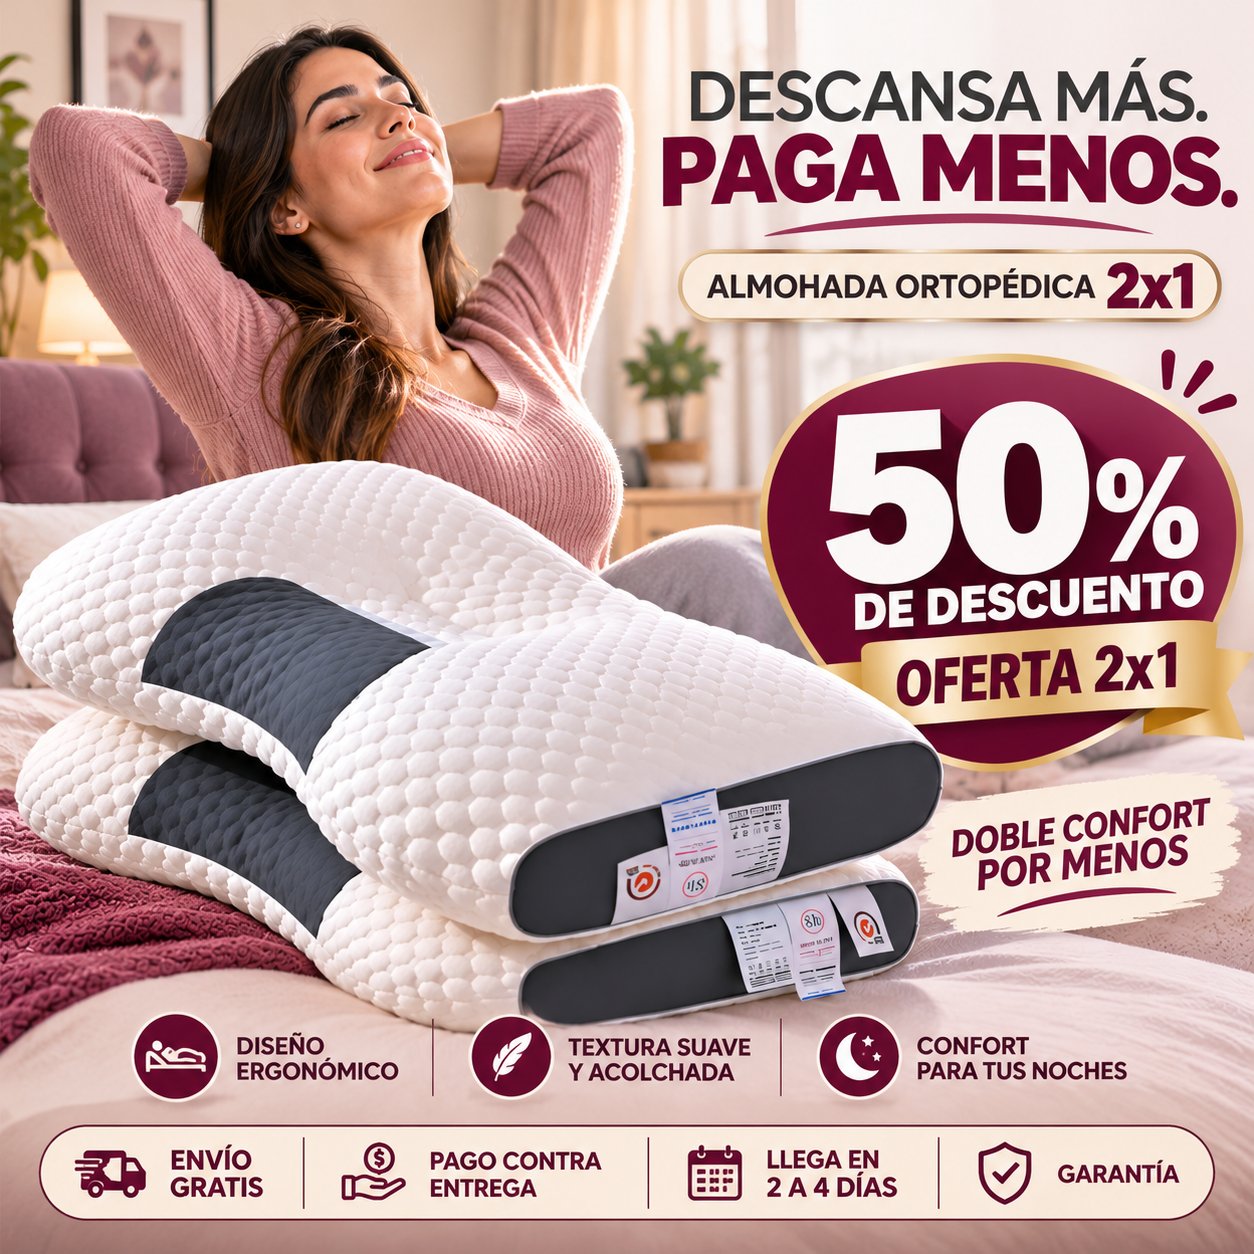 DESCANSA MÁS.
PAGA MENOS.
ALMOHADA ORTOPÉDICA 2x1
50%
DE DESCUENTO
OFERTA 2x1
DOBLE CONFORT
POR MENOS
DISEÑO
ERGONÓMICO
TEXTURA SUAVE
Y ACOLCHADA
CONFORT
PARA TUS NOCHES
ENVÍO
GRATIS
PAGO CONTRA
ENTREGA
LLEGA EN
2 A 4 DÍAS
GARANTÍA